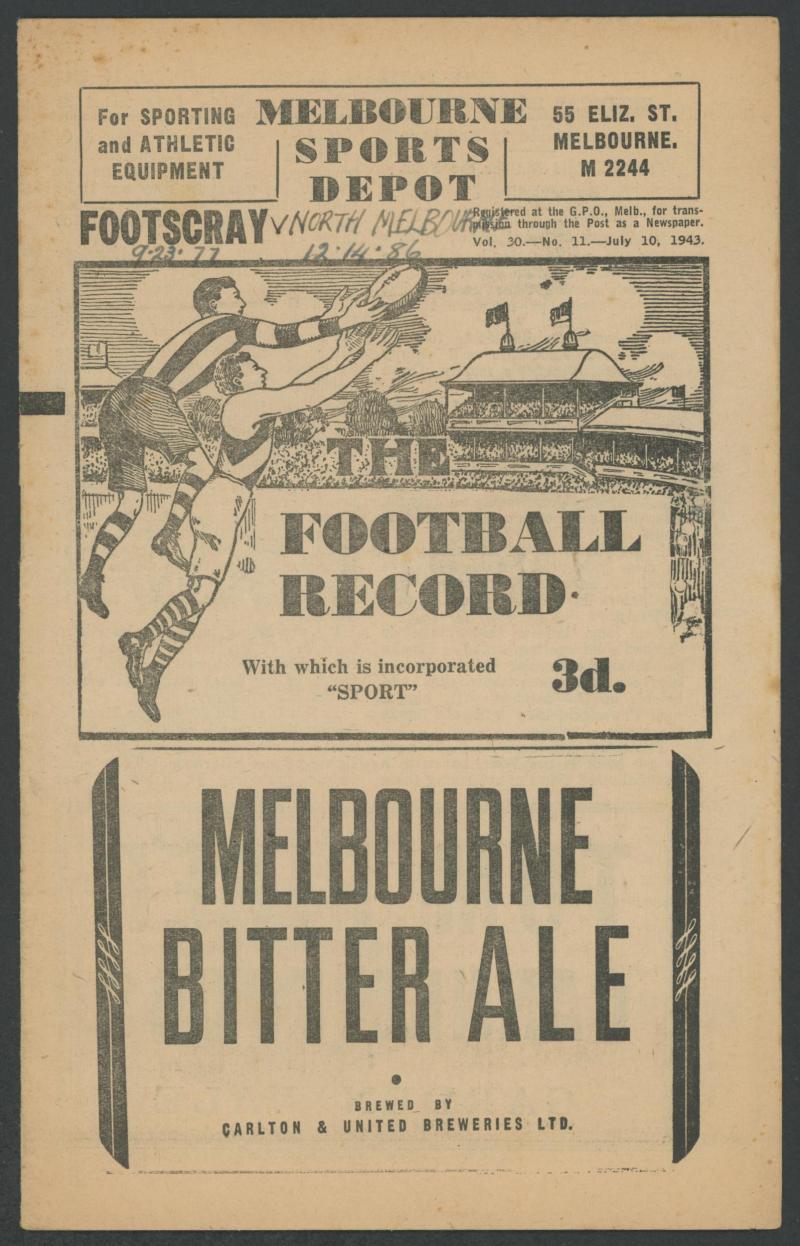 For SPORTING
and ATHLETIC
EQUIPMENT
MELBOURNE
SPORTS
DEPOT
55 ELIZ. ST.
MELBOURNE.
M 2244
FOOTSCRAY v NORTH MELBOURNE
9·23·77 12·14·86
Registered at the G.P.O., Melb., for trans-
mission through the Post as a Newspaper.
Vol. 30.—No. 11.—July 10, 1943.
THE
FOOTBALL
RECORD
With which is incorporated
“SPORT”
3d.
MELBOURNE
BITTER ALE
BREWED BY
CARLTON & UNITED BREWERIES LTD.